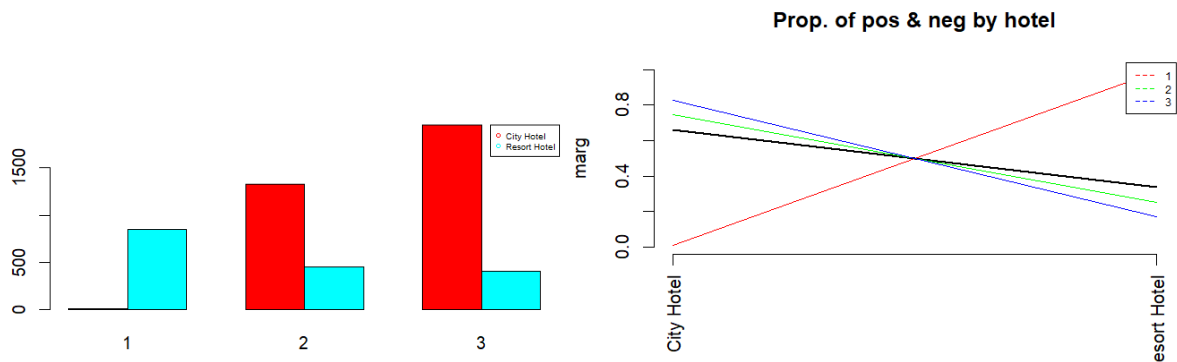 Prop. of pos & neg by hotel
1500
500
0
City Hotel
Resort Hotel
1
2
3
marg
0.8
0.4
0.0
1
2
3
City Hotel
esort Hotel